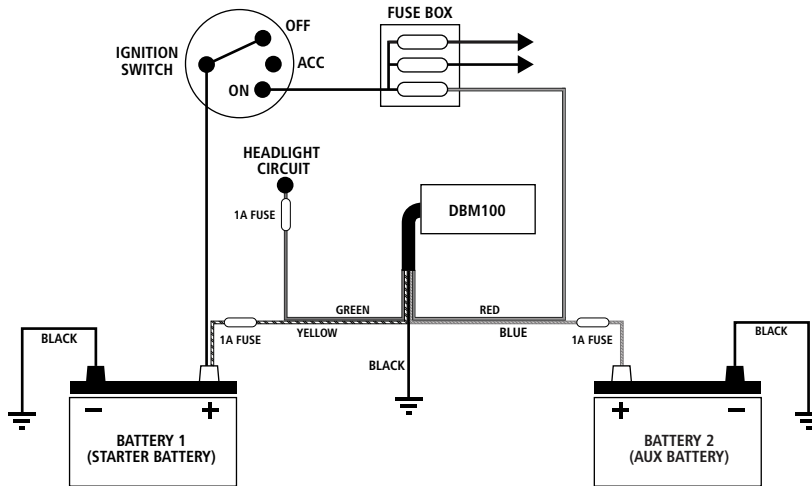 FUSE BOX
OFF
IGNITION
SWITCH
ACC
ON
HEADLIGHT
CIRCUIT
1A FUSE
DBM100
GREEN
RED
YELLOW
BLUE
1A FUSE
1A FUSE
BLACK
BLACK
BLACK
BATTERY 1
(STARTER BATTERY)
BATTERY 2
(AUX BATTERY)